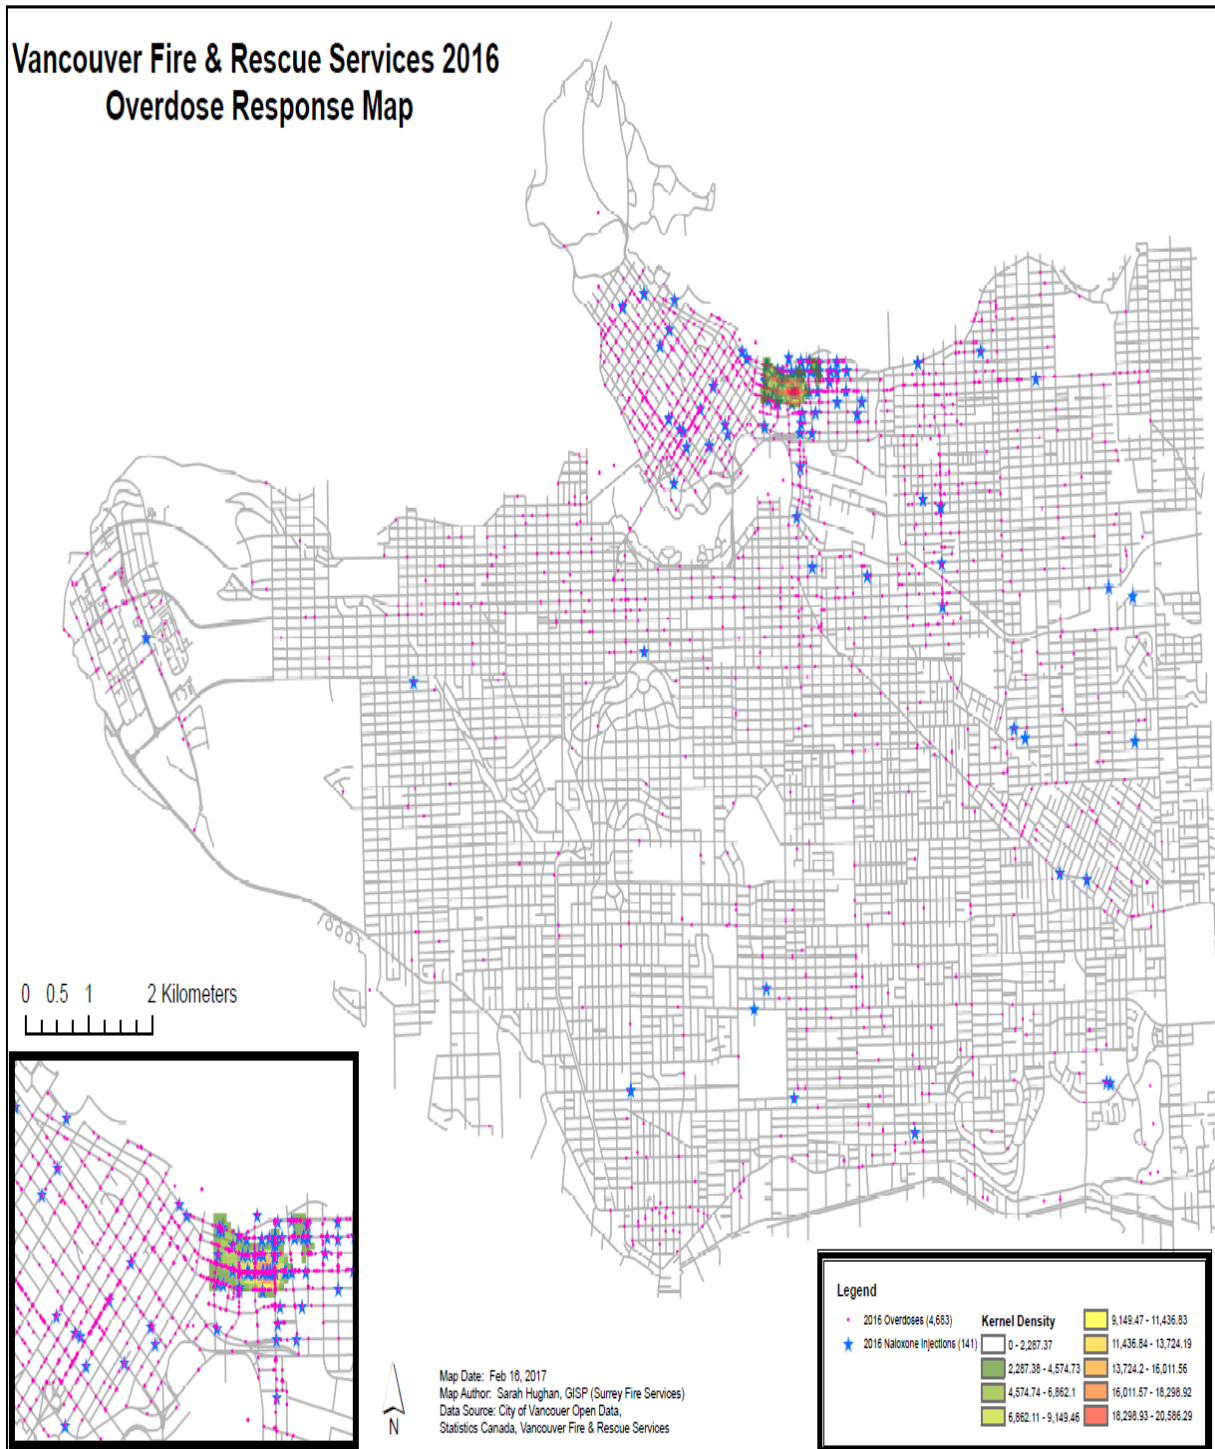 Vancouver Fire & Rescue Services 2016
Overdose Response Map
0 0.5 1 2 Kilometers
N
Map Date: Feb 16, 2017
Map Author: Sarah Hughan, GISP (Surrey Fire Services)
Data Source: City of Vancouer Open Data,
Statistics Canada, Vancouver Fire & Rescue Services
Legend
2016 Overdoses (4,683)
2016 Naloxone Injections (141)
Kernel Density
0 - 2,287.37
2,287.38 - 4,574.73
4,574.74 - 6,862.1
6,862.11 - 9,149.46
9,149.47 - 11,436.83
11,436.84 - 13,724.19
13,724.2 - 16,011.56
16,011.57 - 18,298.92
18,298.93 - 20,586.29